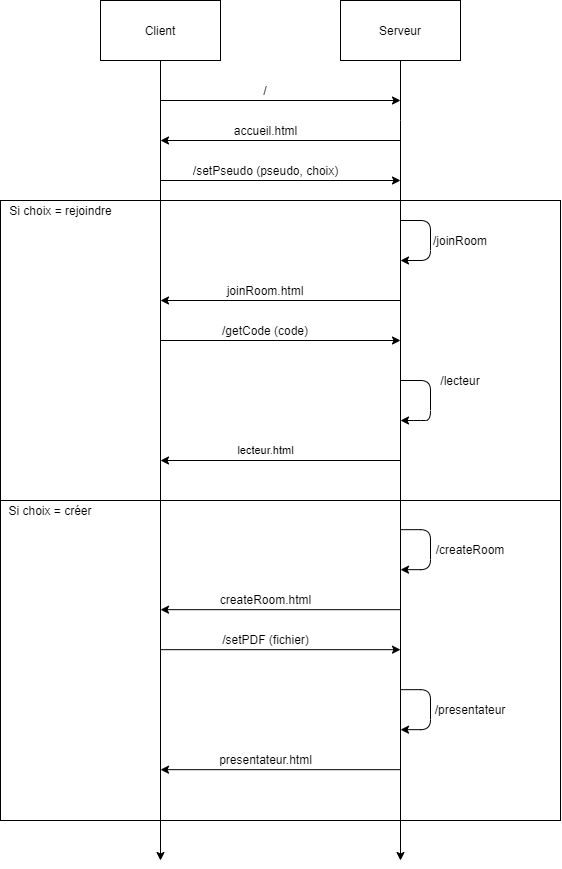 Client
Serveur
/
accueil.html
/setPseudo (pseudo, choix)
Si choix = rejoindre
/joinRoom
joinRoom.html
/getCode (code)
/lecteur
lecteur.html
Si choix = créer
/createRoom
createRoom.html
/setPDF (fichier)
/presentateur
presentateur.html